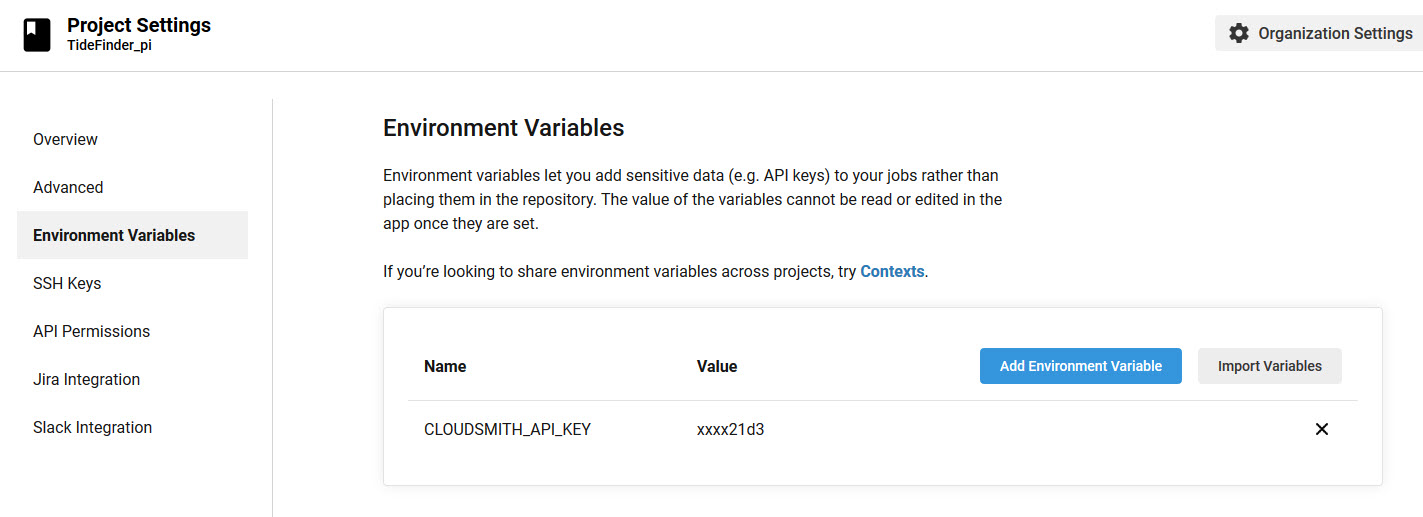 Project Settings
TideFinder_pi
Organization Settings
Overview
Advanced
Environment Variables
SSH Keys
API Permissions
Jira Integration
Slack Integration
Environment Variables
Environment variables let you add sensitive data (e.g. API keys) to your jobs rather than
placing them in the repository. The value of the variables cannot be read or edited in the
app once they are set.
If you’re looking to share environment variables across projects, try Contexts.
Name Value Add Environment Variable Import Variables
CLOUDSMITH_API_KEY xxxx21d3